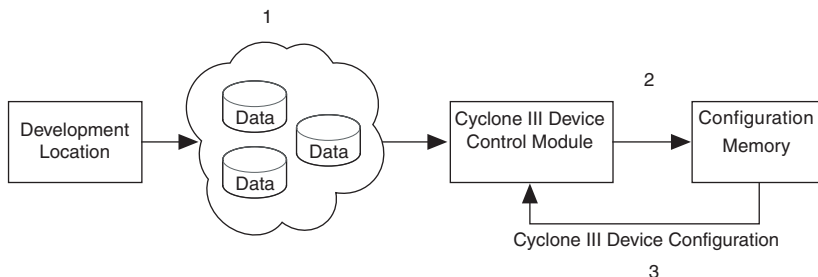 1
Development
Location
Data
Data
Data
Cyclone III Device
Control Module
2
Configuration
Memory
Cyclone III Device Configuration
3